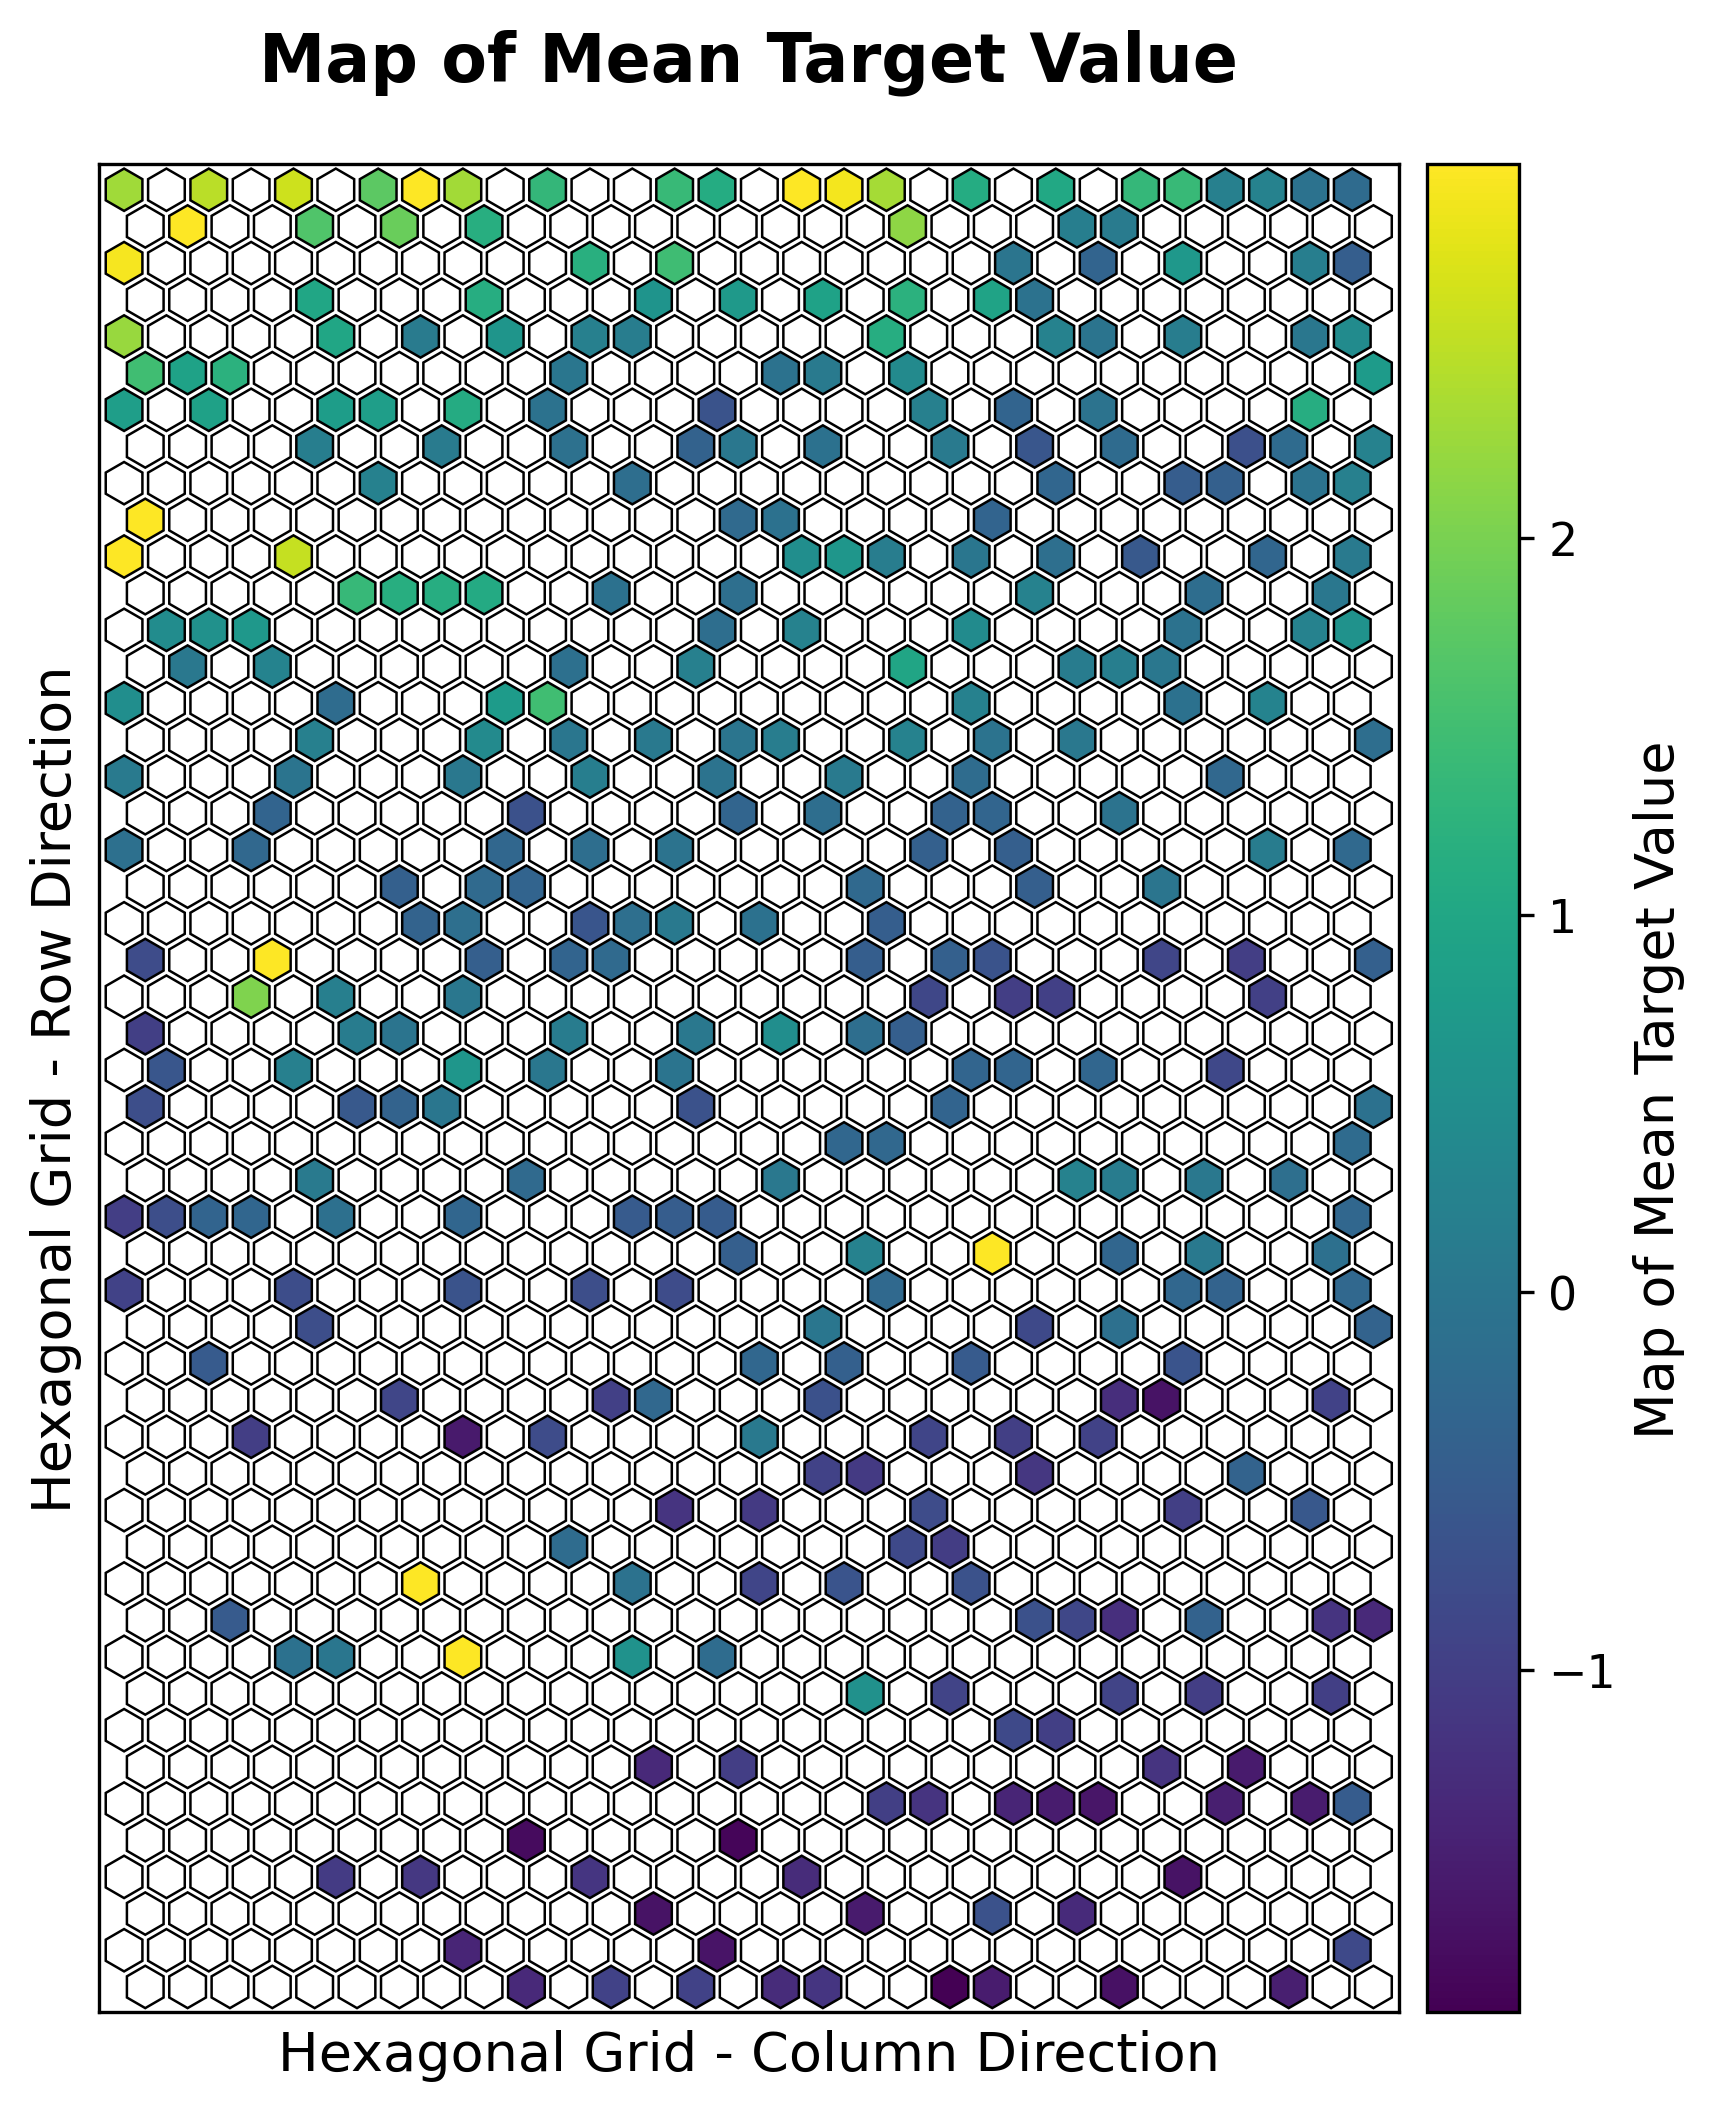 Map of Mean Target Value
Hexagonal Grid - Row Direction
Hexagonal Grid - Column Direction
2
1
0
−1
Map of Mean Target Value